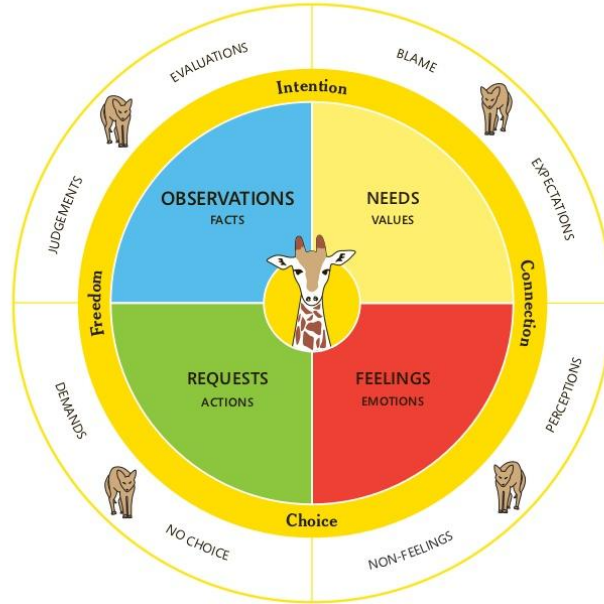 EVALUATIONS
BLAME
JUDGEMENTS
EXPECTATIONS
Intention
OBSERVATIONS
FACTS
NEEDS
VALUES
Freedom
Connection
REQUESTS
ACTIONS
FEELINGS
EMOTIONS
Choice
DEMANDS
PERCEPTIONS
NO CHOICE
NON-FEELINGS